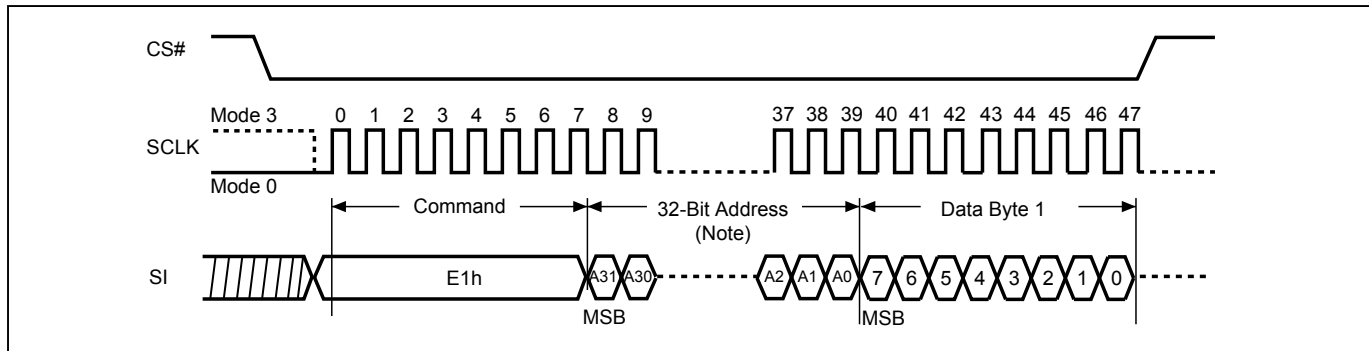 CS#
Mode 3
0 1 2 3 4 5 6 7 8 9 37 38 39 40 41 42 43 44 45 46 47
SCLK
Mode 0
Command
32-Bit Address
(Note)
Data Byte 1
SI
E1h
A31 A30 A2 A1 A0 7 6 5 4 3 2 1 0
MSB MSB